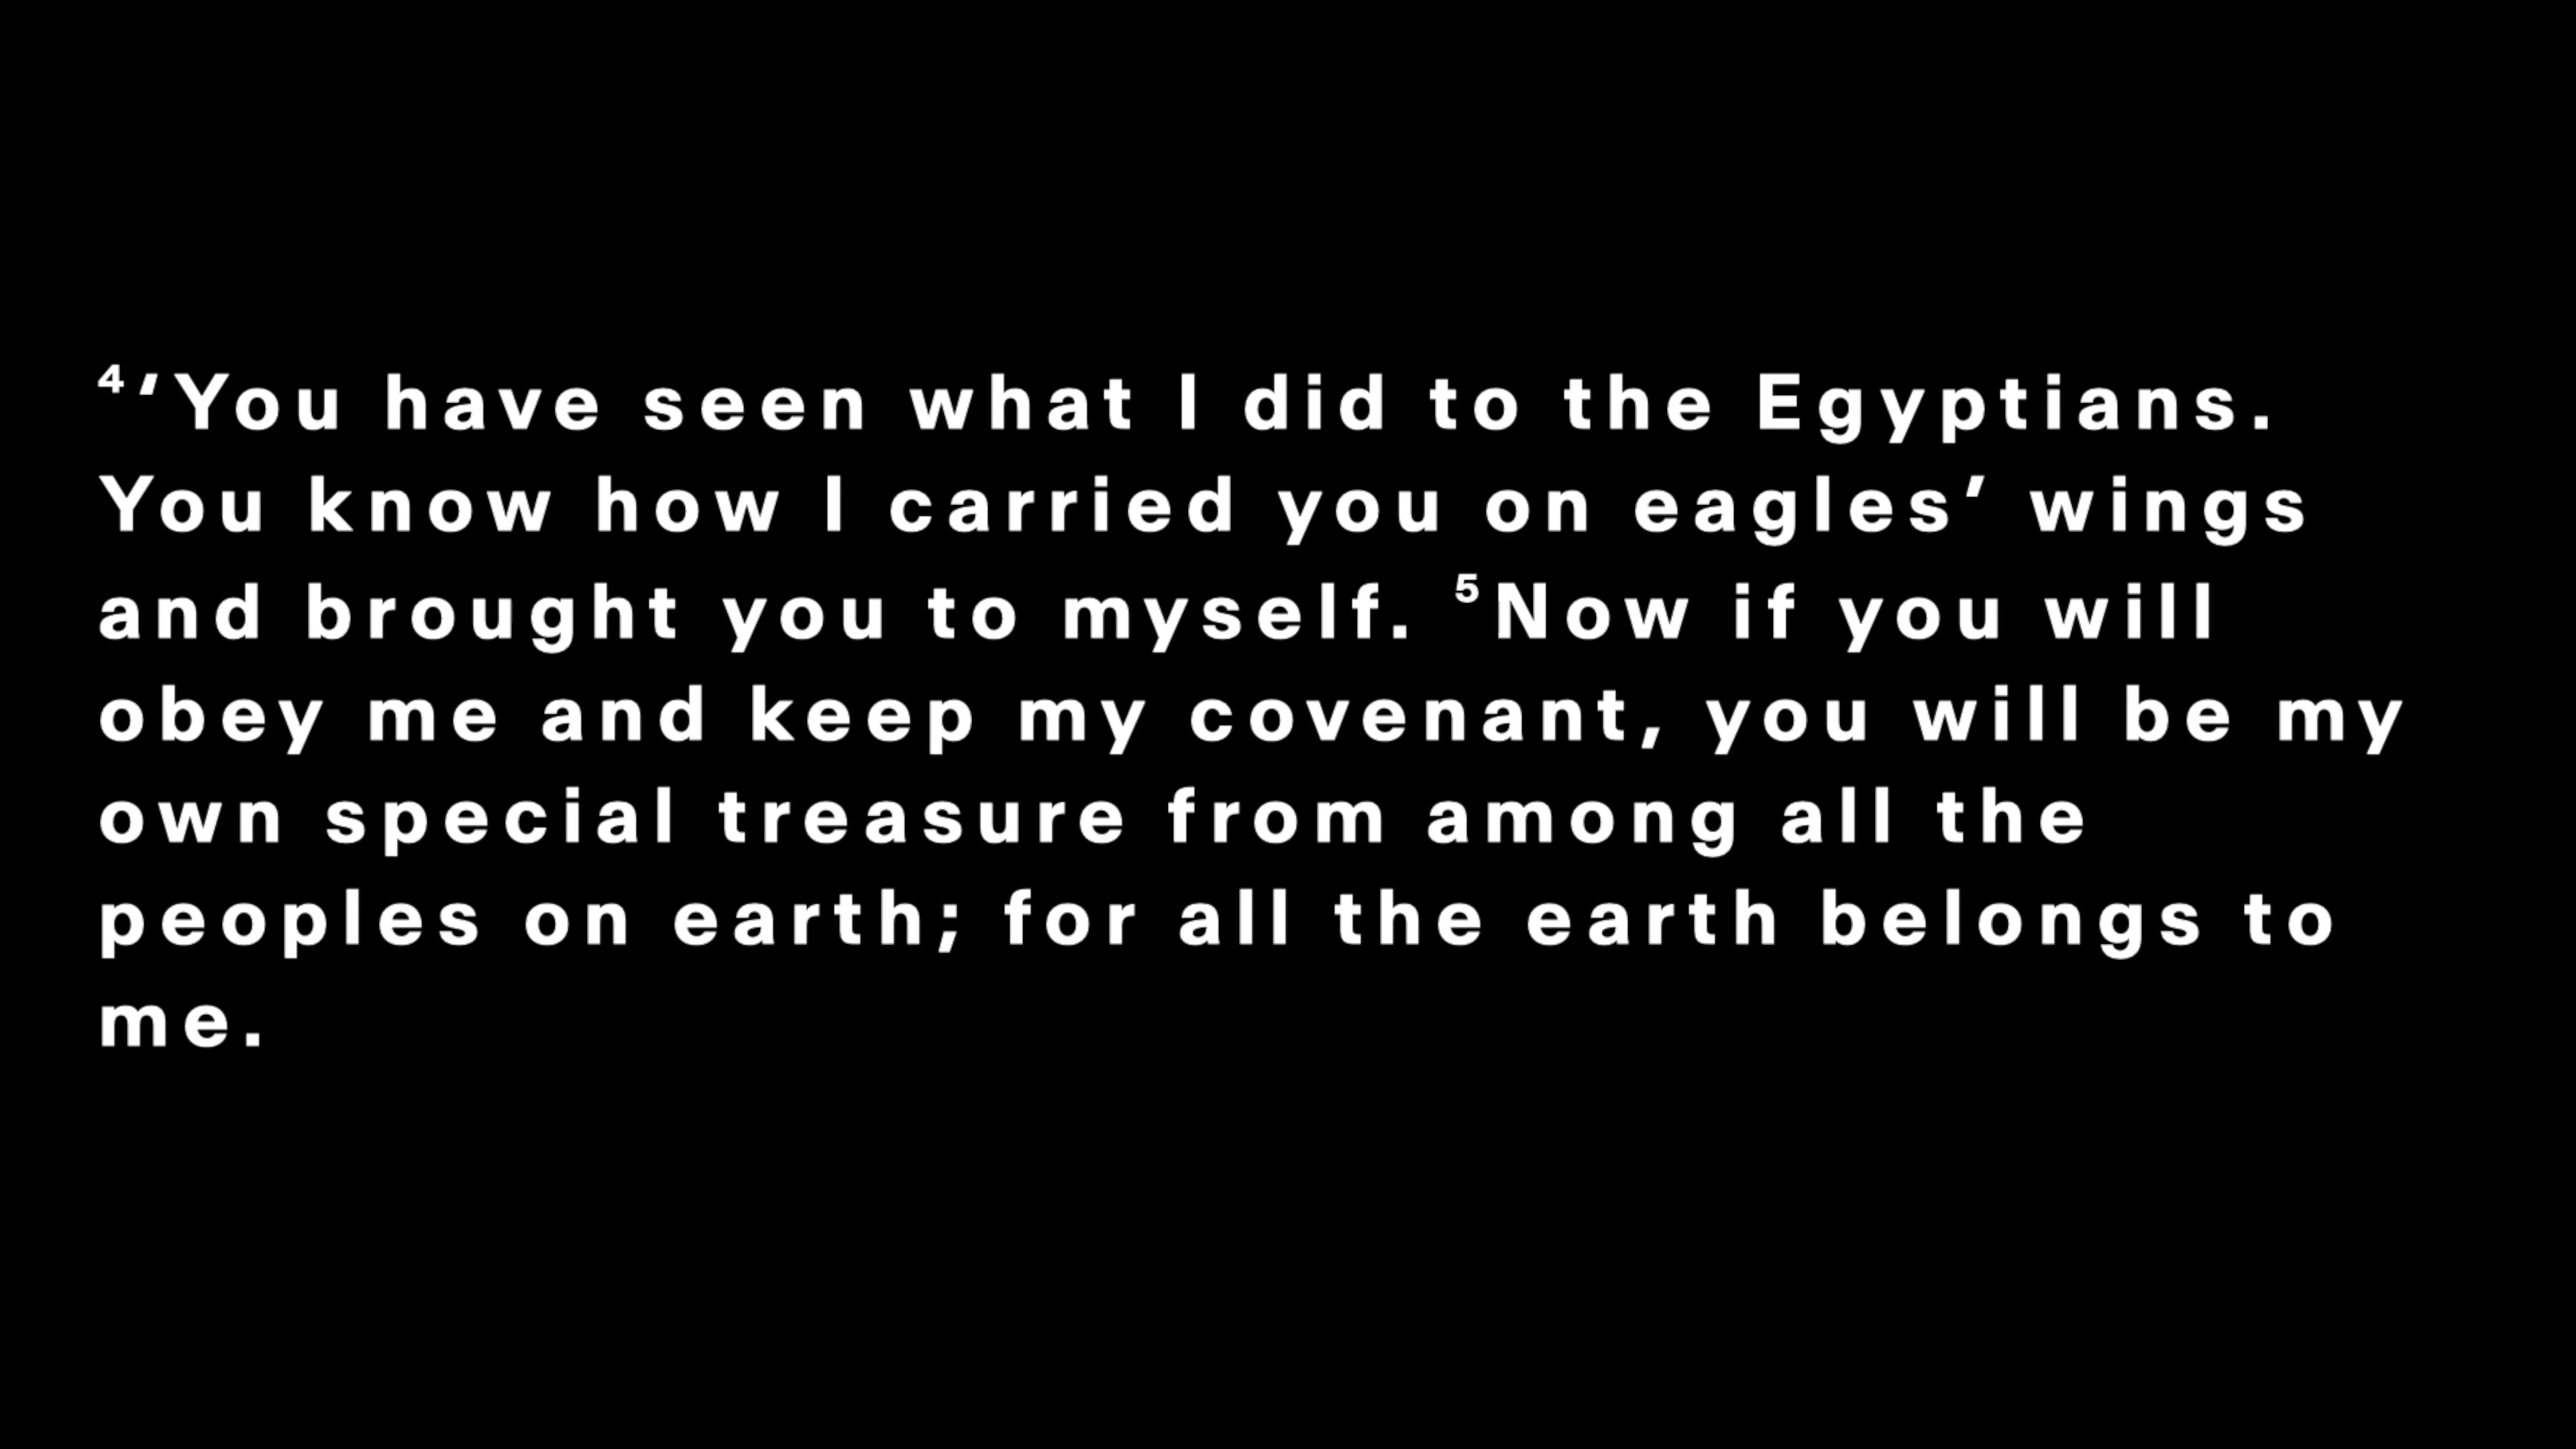 ⁴‘You have seen what I did to the Egyptians.
You know how I carried you on eagles’ wings
and brought you to myself. ⁵Now if you will
obey me and keep my covenant, you will be my
own special treasure from among all the
peoples on earth; for all the earth belongs to
me.